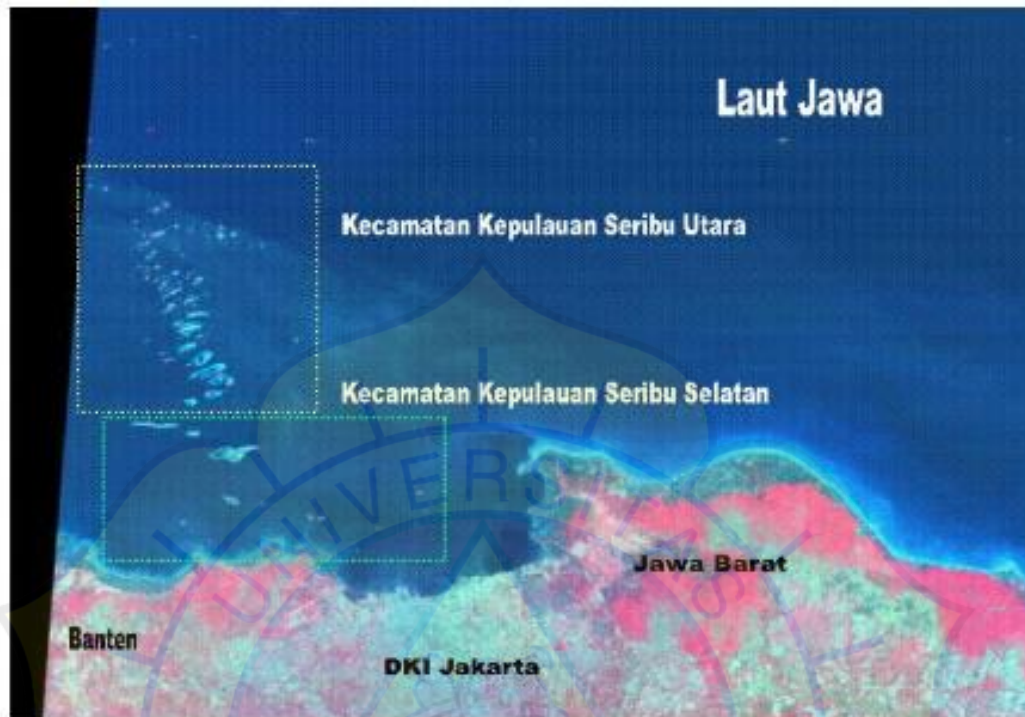 Laut Jawa
Kecamatan Kepulauan Seribu Utara
Kecamatan Kepulauan Seribu Selatan
Jawa Barat
Banten
DKI Jakarta